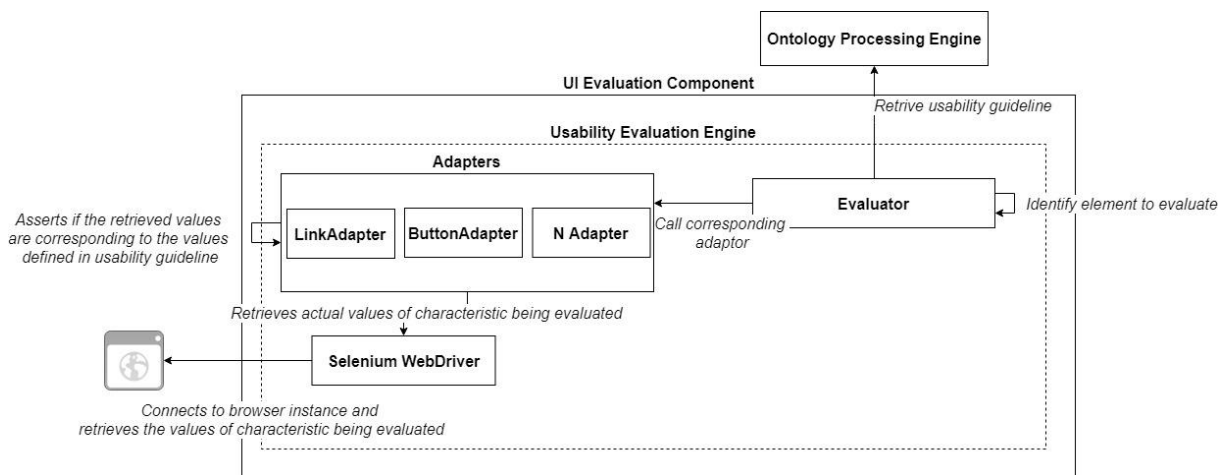 Ontology Processing Engine
UI Evaluation Component
Retrive usability guideline
Usability Evaluation Engine
Adapters
Evaluator
Identify element to evaluate
Asserts if the retrieved values
are corresponding to the values
defined in usability guideline
LinkAdapter
ButtonAdapter
N Adapter
Call corresponding
adaptor
Retrieves actual values of characteristic being evaluated
Selenium WebDriver
Connects to browser instance and
retrieves the values of characteristic being evaluated